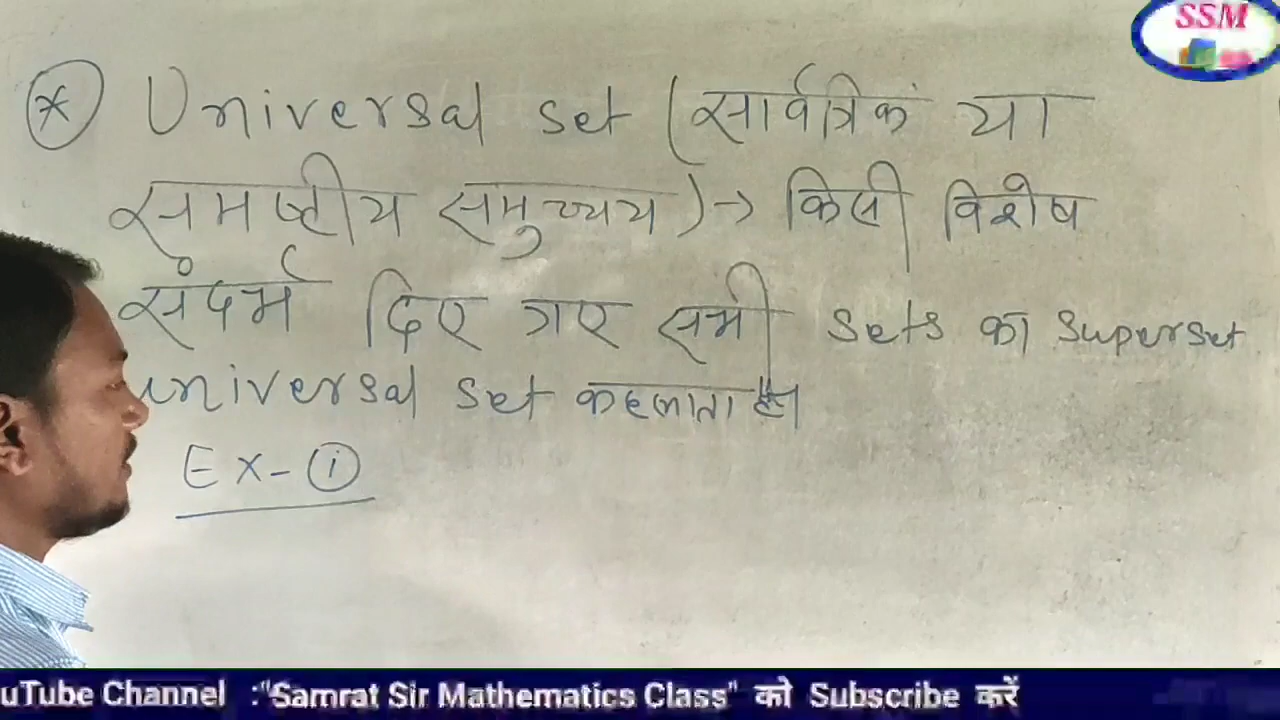 SSM
* Universal set (सार्वत्रिक या
समष्टीय समुच्चय) → किसी विशेष
संदर्भ दिए गए सभी sets का superset
universal set कहलाता है।
Ex- ①
uTube Channel :"Samrat Sir Mathematics Class" को Subscribe करें